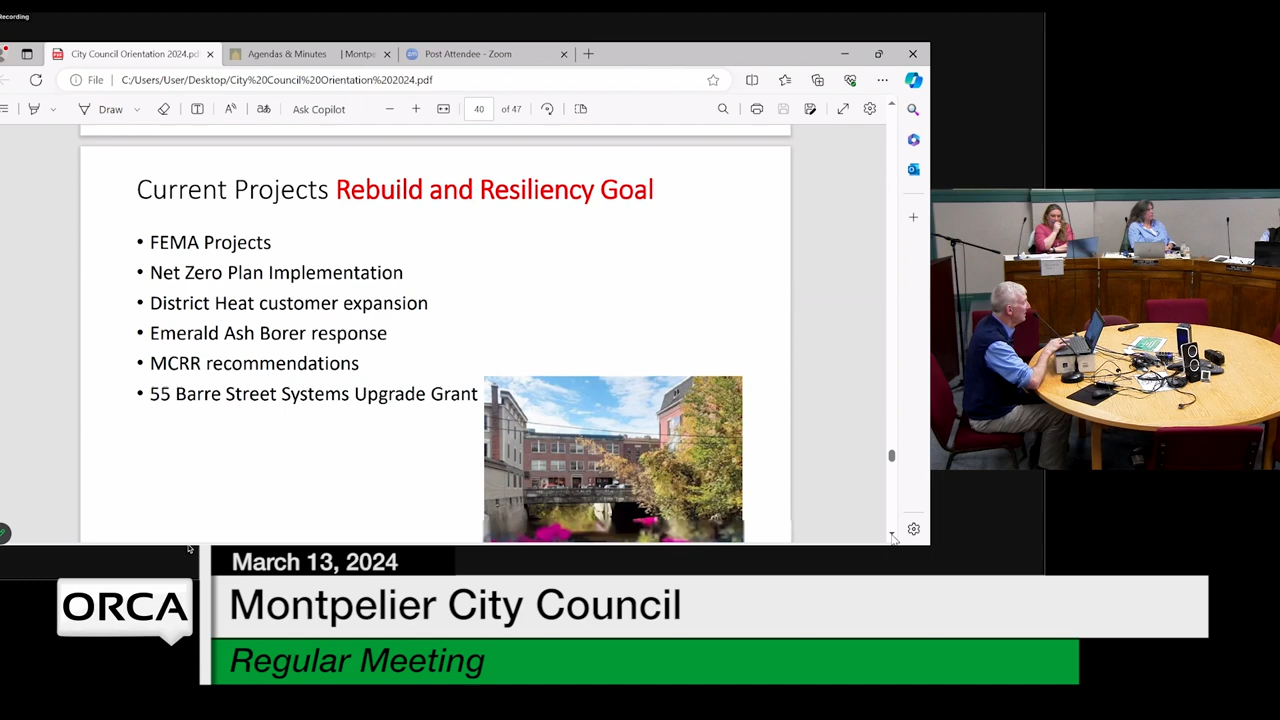 Recording
City Council Orientation 2024.pdf
Agendas & Minutes | Montpe
Post Attendee - Zoom
File C:/Users/User/Desktop/City%20Council%20Orientation%202024.pdf
Draw
Ask Copilot
40 of 47
Current Projects Rebuild and Resiliency Goal
• FEMA Projects
• Net Zero Plan Implementation
• District Heat customer expansion
• Emerald Ash Borer response
• MCRR recommendations
• 55 Barre Street Systems Upgrade Grant
March 13, 2024
ORCA
Montpelier City Council
Regular Meeting